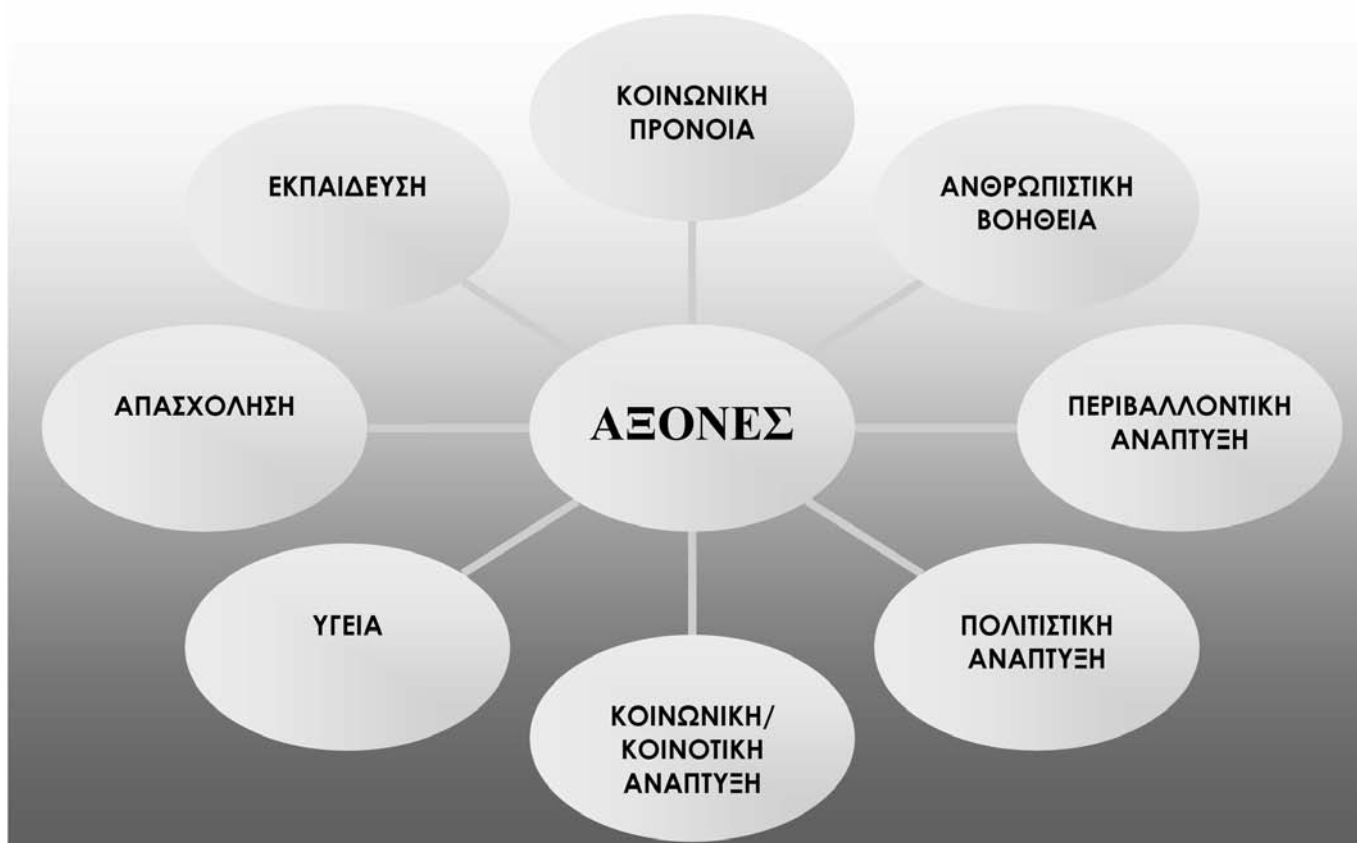 ΚΟΙΝΩΝΙΚΗ
ΠΡΟΝΟΙΑ
ΕΚΠΑΙΔΕΥΣΗ
ΑΝΘΡΩΠΙΣΤΙΚΗ
ΒΟΗΘΕΙΑ
ΑΠΑΣΧΟΛΗΣΗ
ΑΞΟΝΕΣ
ΠΕΡΙΒΑΛΛΟΝΤΙΚΗ
ΑΝΑΠΤΥΞΗ
ΥΓΕΙΑ
ΠΟΛΙΤΙΣΤΙΚΗ
ΑΝΑΠΤΥΞΗ
ΚΟΙΝΩΝΙΚΗ/
ΚΟΙΝΟΤΙΚΗ
ΑΝΑΠΤΥΞΗ